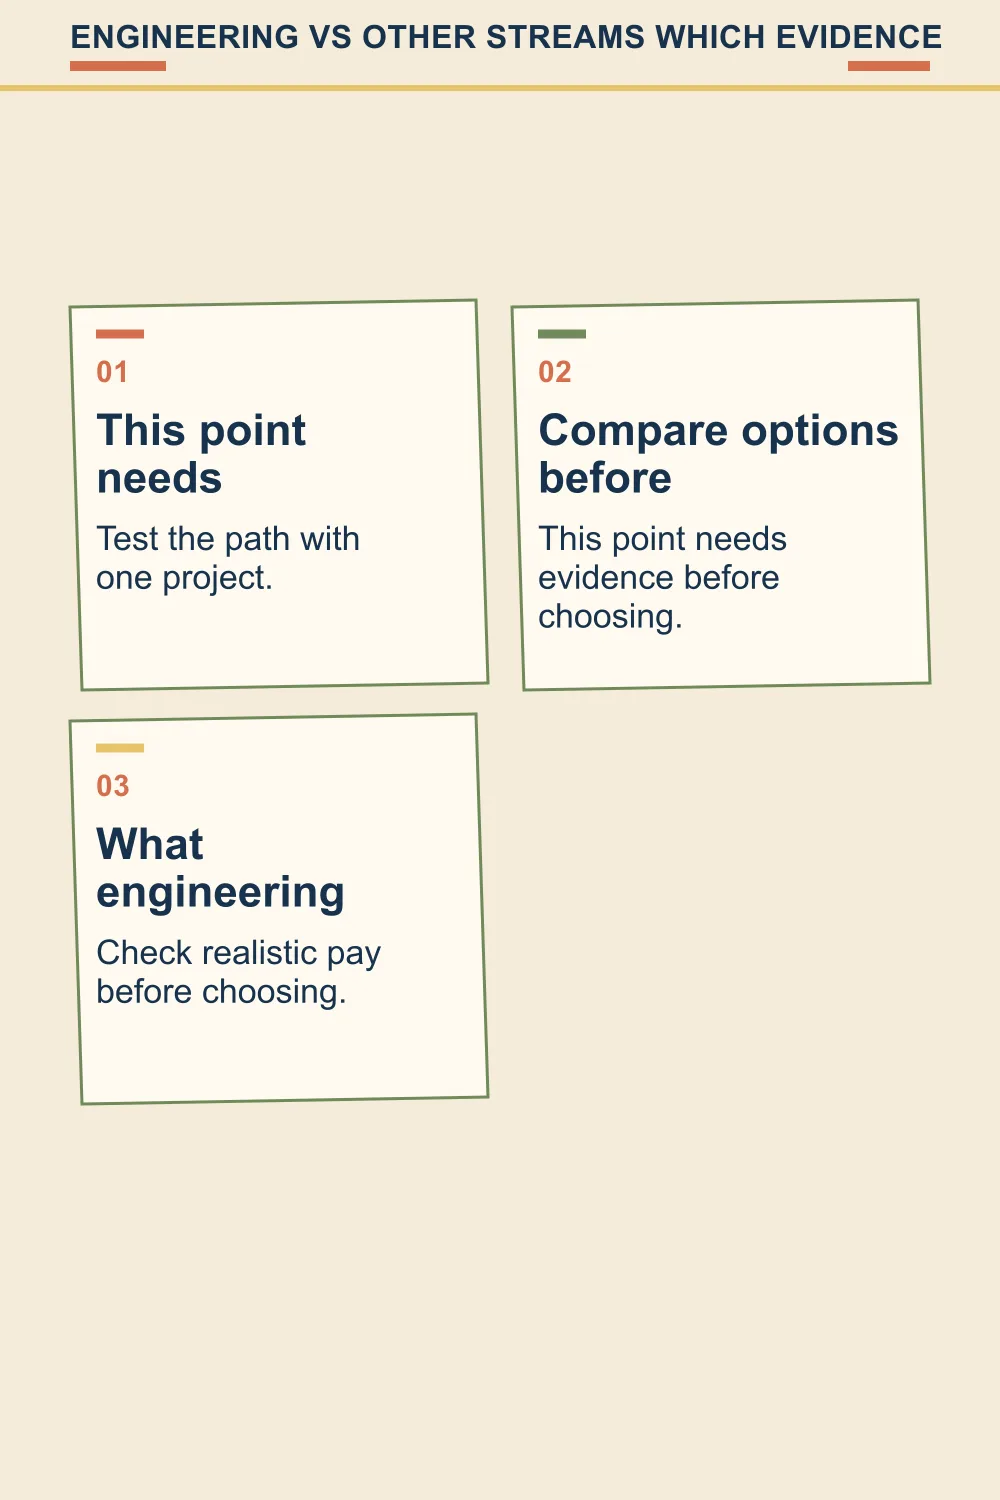 ENGINEERING VS OTHER STREAMS WHICH EVIDENCE
01
This point
needs
Test the path with
one project.
02
Compare options
before
This point needs
evidence before
choosing.
03
What
engineering
Check realistic pay
before choosing.